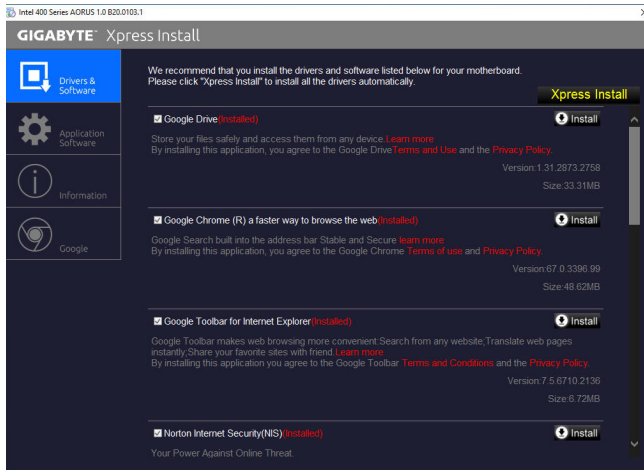 Intel 400 Series AORUS 1.0 B20.0103.1
GIGABYTE™ Xpress Install
Drivers &
Software
Application
Software
Information
Google
We recommend that you install the drivers and software listed below for your motherboard.
Please click "Xpress Install" to install all the drivers automatically.
Xpress Install
Google Drive(Installed)
Install
Store your files safely and access them from any device.Learn more
By installing this application, you agree to the Google DriveTerms and Use and the Privacy Policy.
Version:1.31.2873.2758
Size:33.31MB
Google Chrome (R) a faster way to browse the web(Installed)
Install
Google Search built into the address bar Stable and Secure learn more
By installing this application, you agree to the Google Chrome Terms of use and Privacy Policy.
Version:67.0.3396.99
Size:48.62MB
Google Toolbar for Internet Explorer(Installed)
Install
Google Toolbar makes web browsing more convenient:Search from any website;Translate web pages
instantly;Share your favorite sites with friend.Learn more
By installing this application you agree to the Google Toolbar Terms and Conditions and the Privacy Policy.
Version:7.5.6710.2136
Size:6.72MB
Norton Internet Security(NIS)(Installed)
Install
Your Power Against Online Threat.